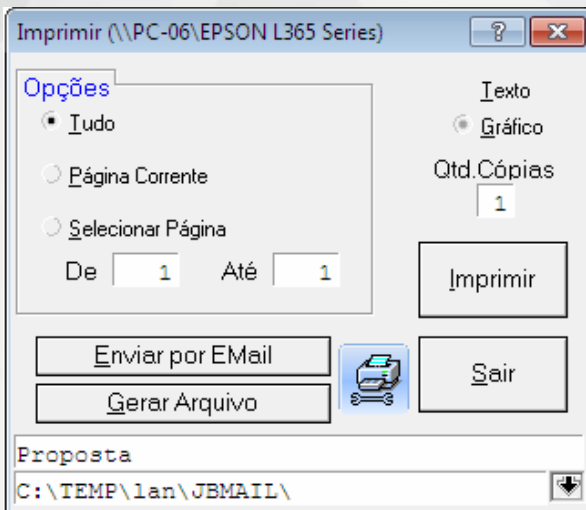 Imprimir (\\PC-06\EPSON L365 Series)
?
Opções
Tudo
Página Corrente
Selecionar Página
De 1 Até 1
Texto
Gráfico
Qtd.Cópias
1
Imprimir
Enviar por EMail
Gerar Arquivo
Sair
Proposta
C:\TEMP\lan\JBMAIL\